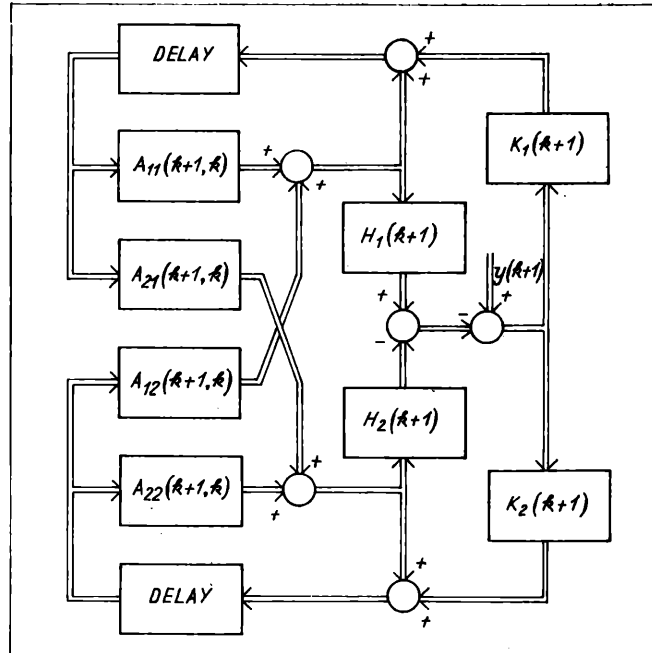 DELAY
+
+
A11(k+1,k)
+
+
K1(k+1)
A21(k+1,k)
H1(k+1)
y(k+1)
+
-
+
-
A12(k+1,k)
H2(k+1)
A22(k+1,k)
+
+
K2(k+1)
DELAY
+
+